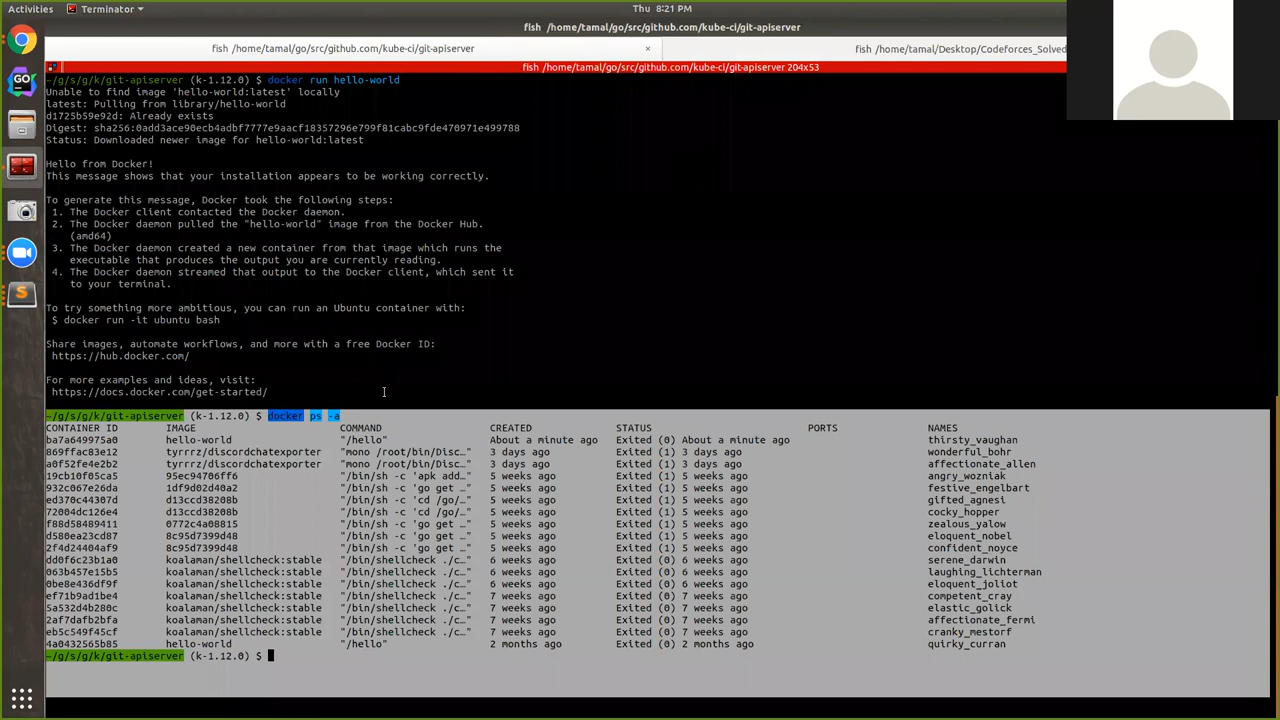 Activities
Terminator
Thu 8:21 PM
fish /home/tamal/go/src/github.com/kube-ci/git-apiserver
fish /home/tamal/go/src/github.com/kube-ci/git-apiserver × fish /home/tamal/Desktop/Codeforces_Solved
fish /home/tamal/go/src/github.com/kube-ci/git-apiserver 204x53
~/g/s/g/k/git-apiserver (k-1.12.0) $ docker run hello-world
Unable to find image 'hello-world:latest' locally
latest: Pulling from library/hello-world
d1725b59e92d: Already exists
Digest: sha256:0add3ace90ecb4adbf7777e9aacf18357296e799f81cabc9fde470971e499788
Status: Downloaded newer image for hello-world:latest
Hello from Docker!
This message shows that your installation appears to be working correctly.
To generate this message, Docker took the following steps:
1. The Docker client contacted the Docker daemon.
2. The Docker daemon pulled the "hello-world" image from the Docker Hub.
(amd64)
3. The Docker daemon created a new container from that image which runs the
executable that produces the output you are currently reading.
4. The Docker daemon streamed that output to the Docker client, which sent it
to your terminal.
To try something more ambitious, you can run an Ubuntu container with:
$ docker run -it ubuntu bash
Share images, automate workflows, and more with a free Docker ID:
https://hub.docker.com/
For more examples and ideas, visit:
https://docs.docker.com/get-started/
~/g/s/g/k/git-apiserver (k-1.12.0) $ docker ps -a
CONTAINER ID IMAGE COMMAND CREATED STATUS PORTS NAMES
ba7a649975a0 hello-world "/hello" About a minute ago Exited (0) About a minute ago thirsty_vaughan
869ffac83e12 tyrrrz/discordchatexporter "mono /root/bin/Disc…" 3 days ago Exited (1) 3 days ago wonderful_bohr
a0f52fe4e2b2 tyrrrz/discordchatexporter "mono /root/bin/Disc…" 3 days ago Exited (1) 3 days ago affectionate_allen
19cb10f05ca5 95ec94706ff6 "/bin/sh -c 'apk add…" 5 weeks ago Exited (1) 5 weeks ago angry_wozniak
932c067e26da 1df9d02d40a2 "/bin/sh -c 'go get …" 5 weeks ago Exited (1) 5 weeks ago festive_engelbart
ed370c44307d d13ccd38208b "/bin/sh -c 'cd /go/…" 5 weeks ago Exited (1) 5 weeks ago gifted_agnesi
72004dc126e4 d13ccd38208b "/bin/sh -c 'cd /go/…" 5 weeks ago Exited (1) 5 weeks ago cocky_hopper
f88d58489411 0772c4a08815 "/bin/sh -c 'go get …" 5 weeks ago Exited (1) 5 weeks ago zealous_yalow
d580ea23cd87 8c95d7399d48 "/bin/sh -c 'go get …" 5 weeks ago Exited (1) 5 weeks ago eloquent_nobel
2f4d24404af9 8c95d7399d48 "/bin/sh -c 'go get …" 5 weeks ago Exited (1) 5 weeks ago confident_noyce
dd0f6c23b1a0 koalaman/shellcheck:stable "/bin/shellcheck ./c…" 6 weeks ago Exited (0) 6 weeks ago serene_darwin
063b457e15b5 koalaman/shellcheck:stable "/bin/shellcheck ./c…" 6 weeks ago Exited (1) 6 weeks ago laughing_lichterman
0be8e436df9f koalaman/shellcheck:stable "/bin/shellcheck ./c…" 6 weeks ago Exited (0) 6 weeks ago eloquent_joliot
ef71b9ad1be4 koalaman/shellcheck:stable "/bin/shellcheck ./c…" 7 weeks ago Exited (0) 7 weeks ago competent_cray
5a532d4b280c koalaman/shellcheck:stable "/bin/shellcheck ./c…" 7 weeks ago Exited (0) 7 weeks ago elastic_golick
2af7dafb2bfa koalaman/shellcheck:stable "/bin/shellcheck ./c…" 7 weeks ago Exited (0) 7 weeks ago affectionate_fermi
eb5c549f45cf koalaman/shellcheck:stable "/bin/shellcheck ./c…" 7 weeks ago Exited (0) 7 weeks ago cranky_mestorf
4a0432565b85 hello-world "/hello" 2 months ago Exited (0) 2 months ago quirky_curran
~/g/s/g/k/git-apiserver (k-1.12.0) $